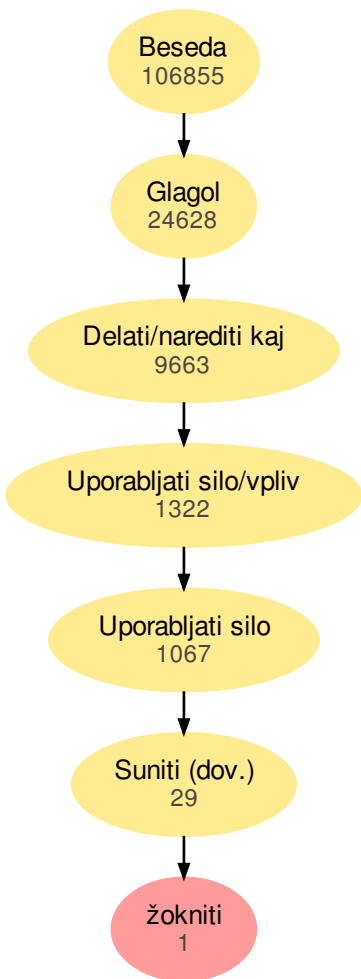 Beseda
106855
Glagol
24628
Delati/narediti kaj
9663
Uporabljati silo/vpliv
1322
Uporabljati silo
1067
Suniti (dov.)
29
žokniti
1